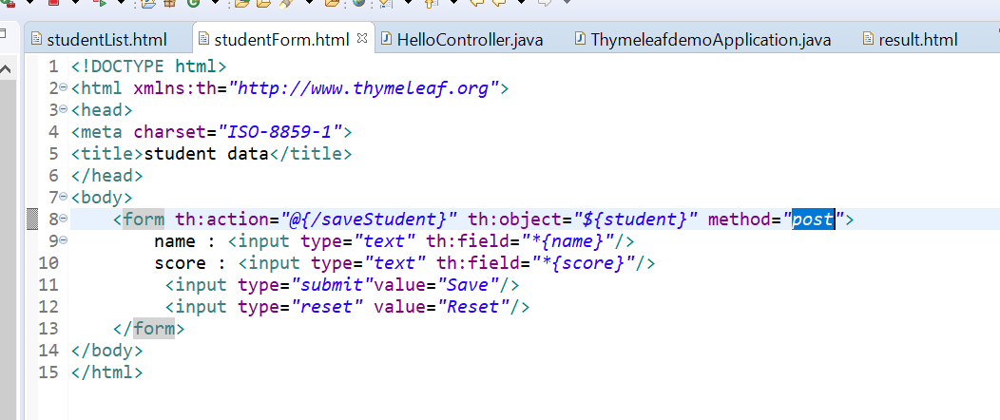 studentList.html studentForm.html HelloController.java ThymeleafdemoApplication.java result.html
1 <!DOCTYPE html>
2 <html xmlns:th="http://www.thymeleaf.org">
3 <head>
4 <meta charset="ISO-8859-1">
5 <title>student data</title>
6 </head>
7 <body>
8 <form th:action="@{/saveStudent}" th:object="${student}" method="post">
9 name : <input type="text" th:field="*{name}"/>
10 score : <input type="text" th:field="*{score}"/>
11 <input type="submit"value="Save"/>
12 <input type="reset" value="Reset"/>
13 </form>
14 </body>
15 </html>